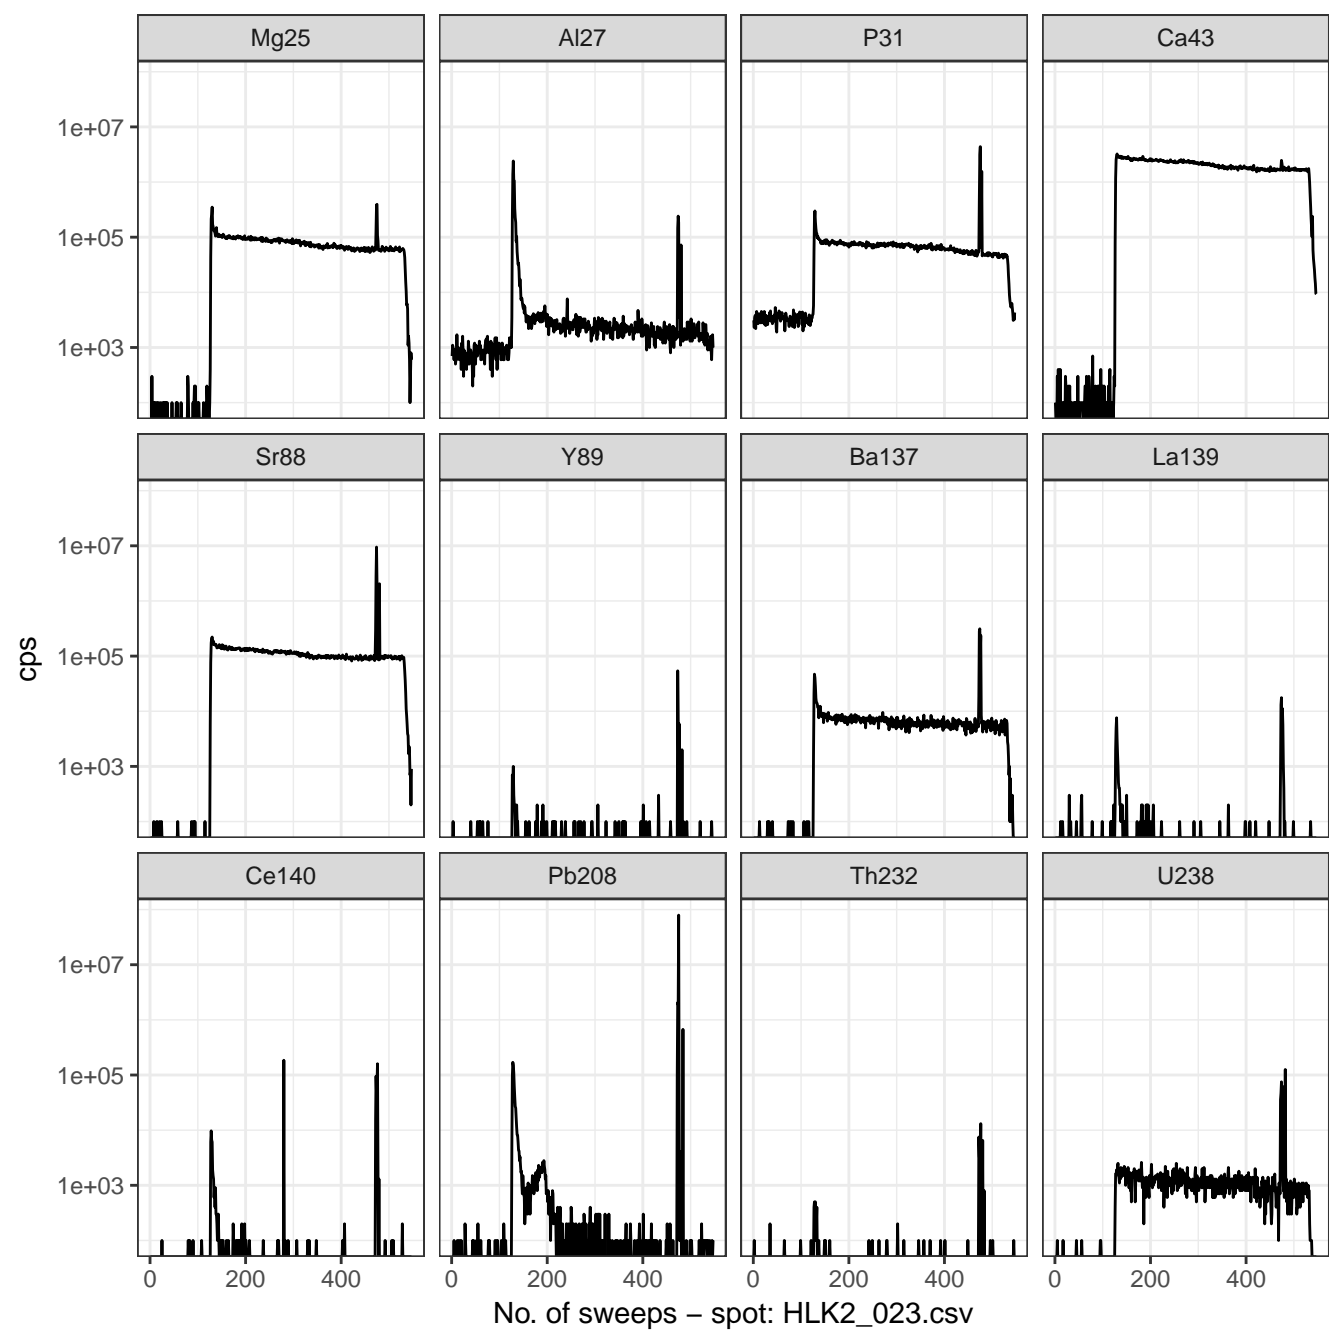 Mg25 Al27 P31 Ca43
1e+07
1e+05
1e+03
Sr88 Y89 Ba137 La139
1e+07
1e+05
1e+03
cps
Ce140 Pb208 Th232 U238
1e+07
1e+05
1e+03
0 200 400 0 200 400 0 200 400 0 200 400
No. of sweeps − spot: HLK2_023.csv